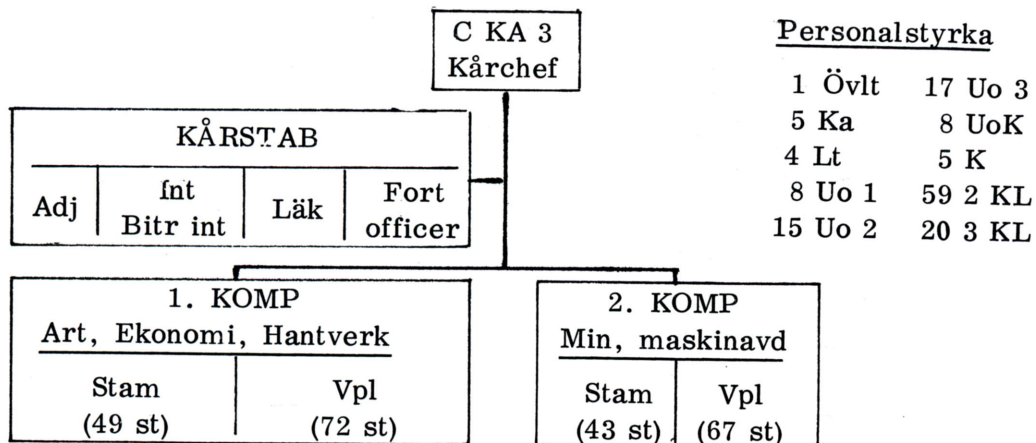 C KA 3
Kårchef
Personalstyrka
1 Övlt 17 Uo 3
5 Ka 8 UoK
4 Lt 5 K
8 Uo 1 59 2 KL
15 Uo 2 20 3 KL
KÅRSTAB
Adj
Int
Bitr int
Läk
Fort
officer
1. KOMP
Art, Ekonomi, Hantverk
Stam
(49 st)
Vpl
(72 st)
2. KOMP
Min, maskinavd
Stam
(43 st)
Vpl
(67 st)